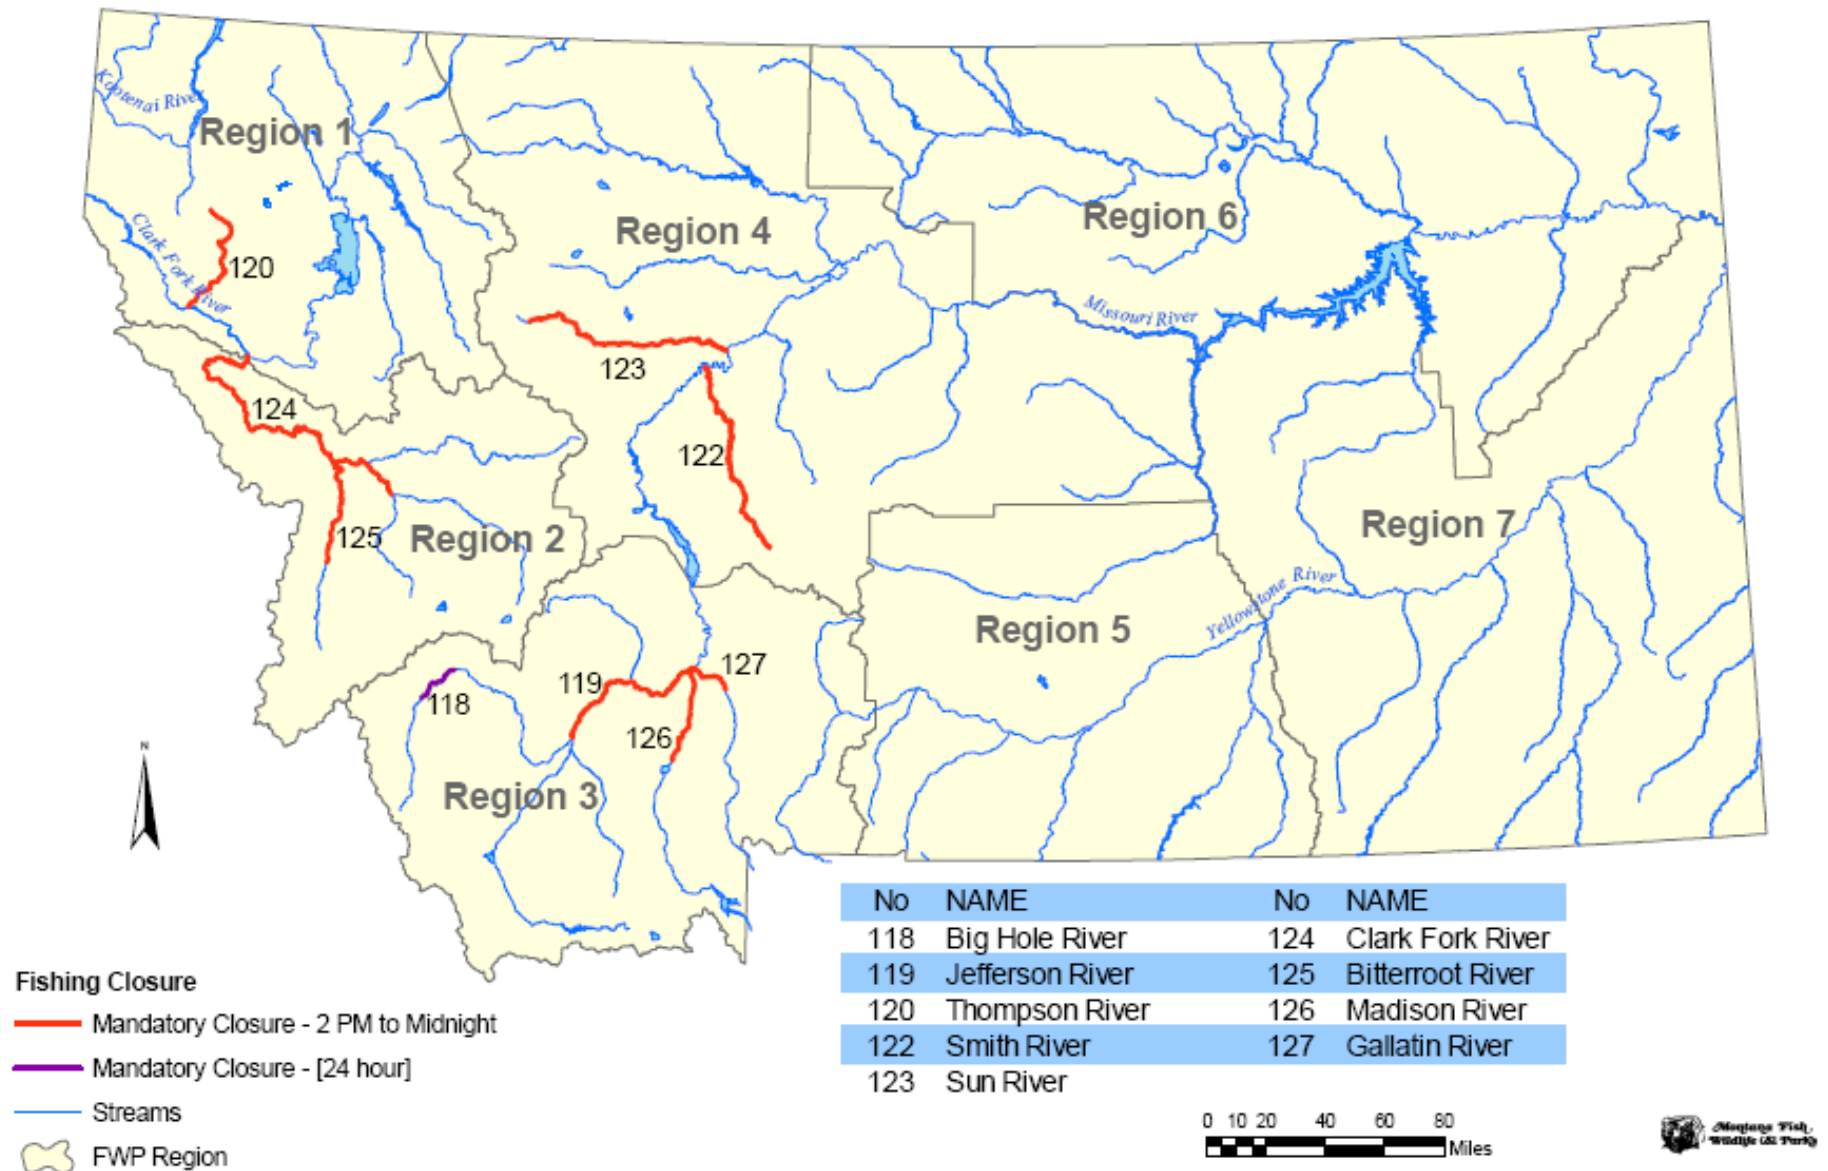 Kootenai River
Region 1
Clark Fork River
120
Region 4
Region 6
Missouri River
123
124
122
125
Region 2
Region 7
Yellowstone River
Region 5
127
119
118
126
Region 3
N
No NAME No NAME
118 Big Hole River 124 Clark Fork River
119 Jefferson River 125 Bitterroot River
120 Thompson River 126 Madison River
122 Smith River 127 Gallatin River
123 Sun River
Fishing Closure
Mandatory Closure - 2 PM to Midnight
Mandatory Closure - [24 hour]
Streams
FWP Region
0 10 20 40 60 80
Miles
Montana Fish,
Wildlife & Parks